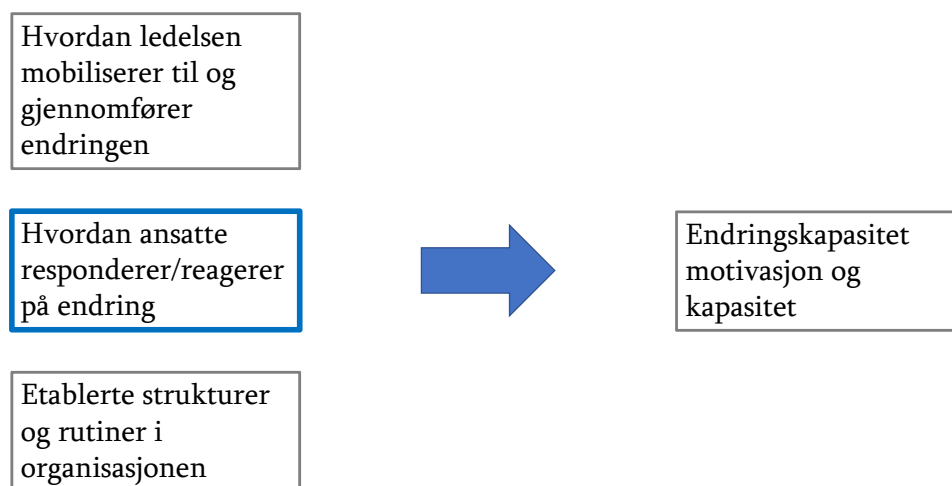 Hvordan ledelsen
mobiliserer til og
gjennomfører
endringen
Hvordan ansatte
responderer/reagerer
på endring
Endringskapasitet
motivasjon og
kapasitet
Etablerte strukturer
og rutiner i
organisasjonen